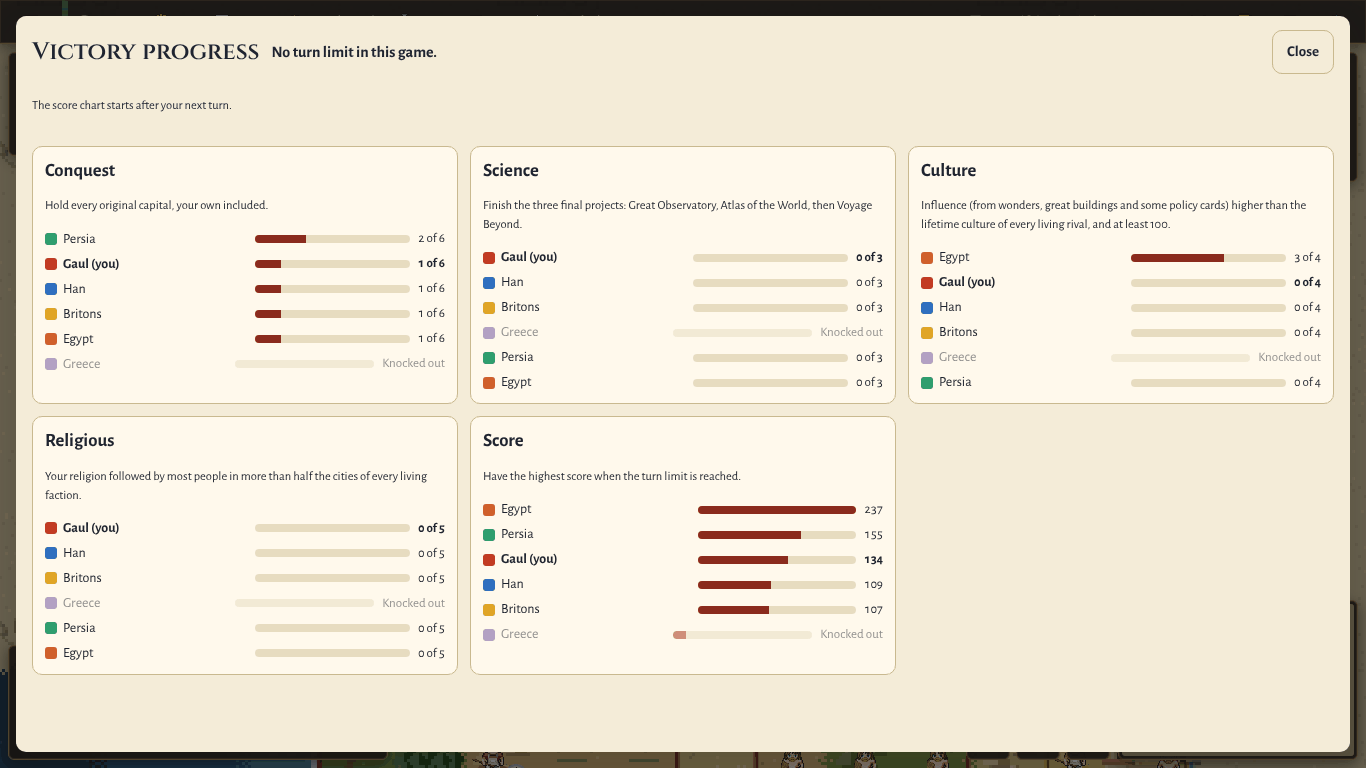 Victory progress No turn limit in this game.
Close
The score chart starts after your next turn.
Conquest
Hold every original capital, your own included.
Persia 2 of 6
Gaul (you) 1 of 6
Han 1 of 6
Britons 1 of 6
Egypt 1 of 6
Greece Knocked out
Science
Finish the three final projects: Great Observatory, Atlas of the World, then Voyage
Beyond.
Gaul (you) 0 of 3
Han 0 of 3
Britons 0 of 3
Greece Knocked out
Persia 0 of 3
Egypt 0 of 3
Culture
Influence (from wonders, great buildings and some policy cards) higher than the
lifetime culture of every living rival, and at least 100.
Egypt 3 of 4
Gaul (you) 0 of 4
Han 0 of 4
Britons 0 of 4
Greece Knocked out
Persia 0 of 4
Religious
Your religion followed by most people in more than half the cities of every living
faction.
Gaul (you) 0 of 5
Han 0 of 5
Britons 0 of 5
Greece Knocked out
Persia 0 of 5
Egypt 0 of 5
Score
Have the highest score when the turn limit is reached.
Egypt 237
Persia 155
Gaul (you) 134
Han 109
Britons 107
Greece Knocked out